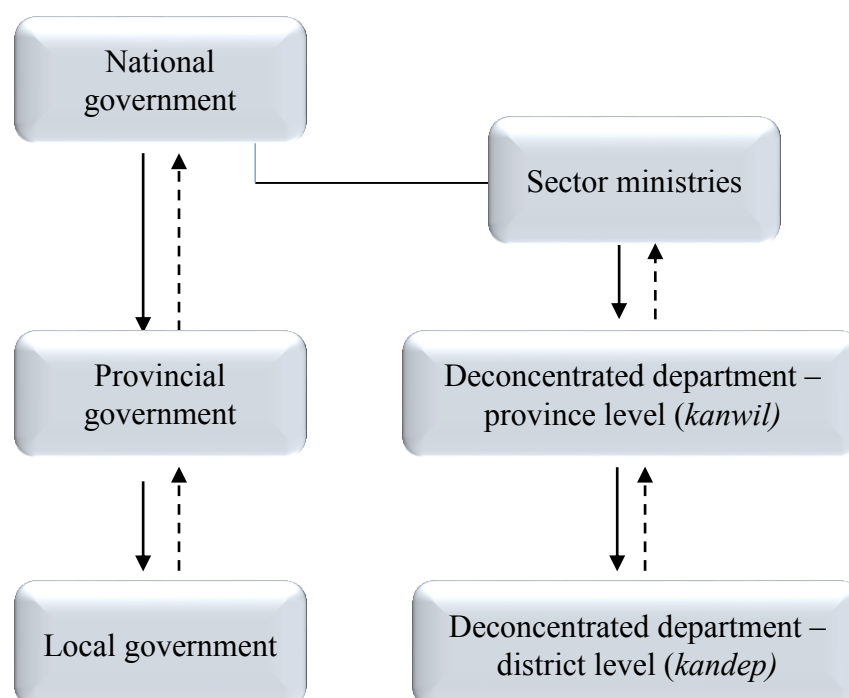 National
government
Sector ministries
Provincial
government
Deconcentrated department –
province level (kanwil)
Local government
Deconcentrated department –
district level (kandep)